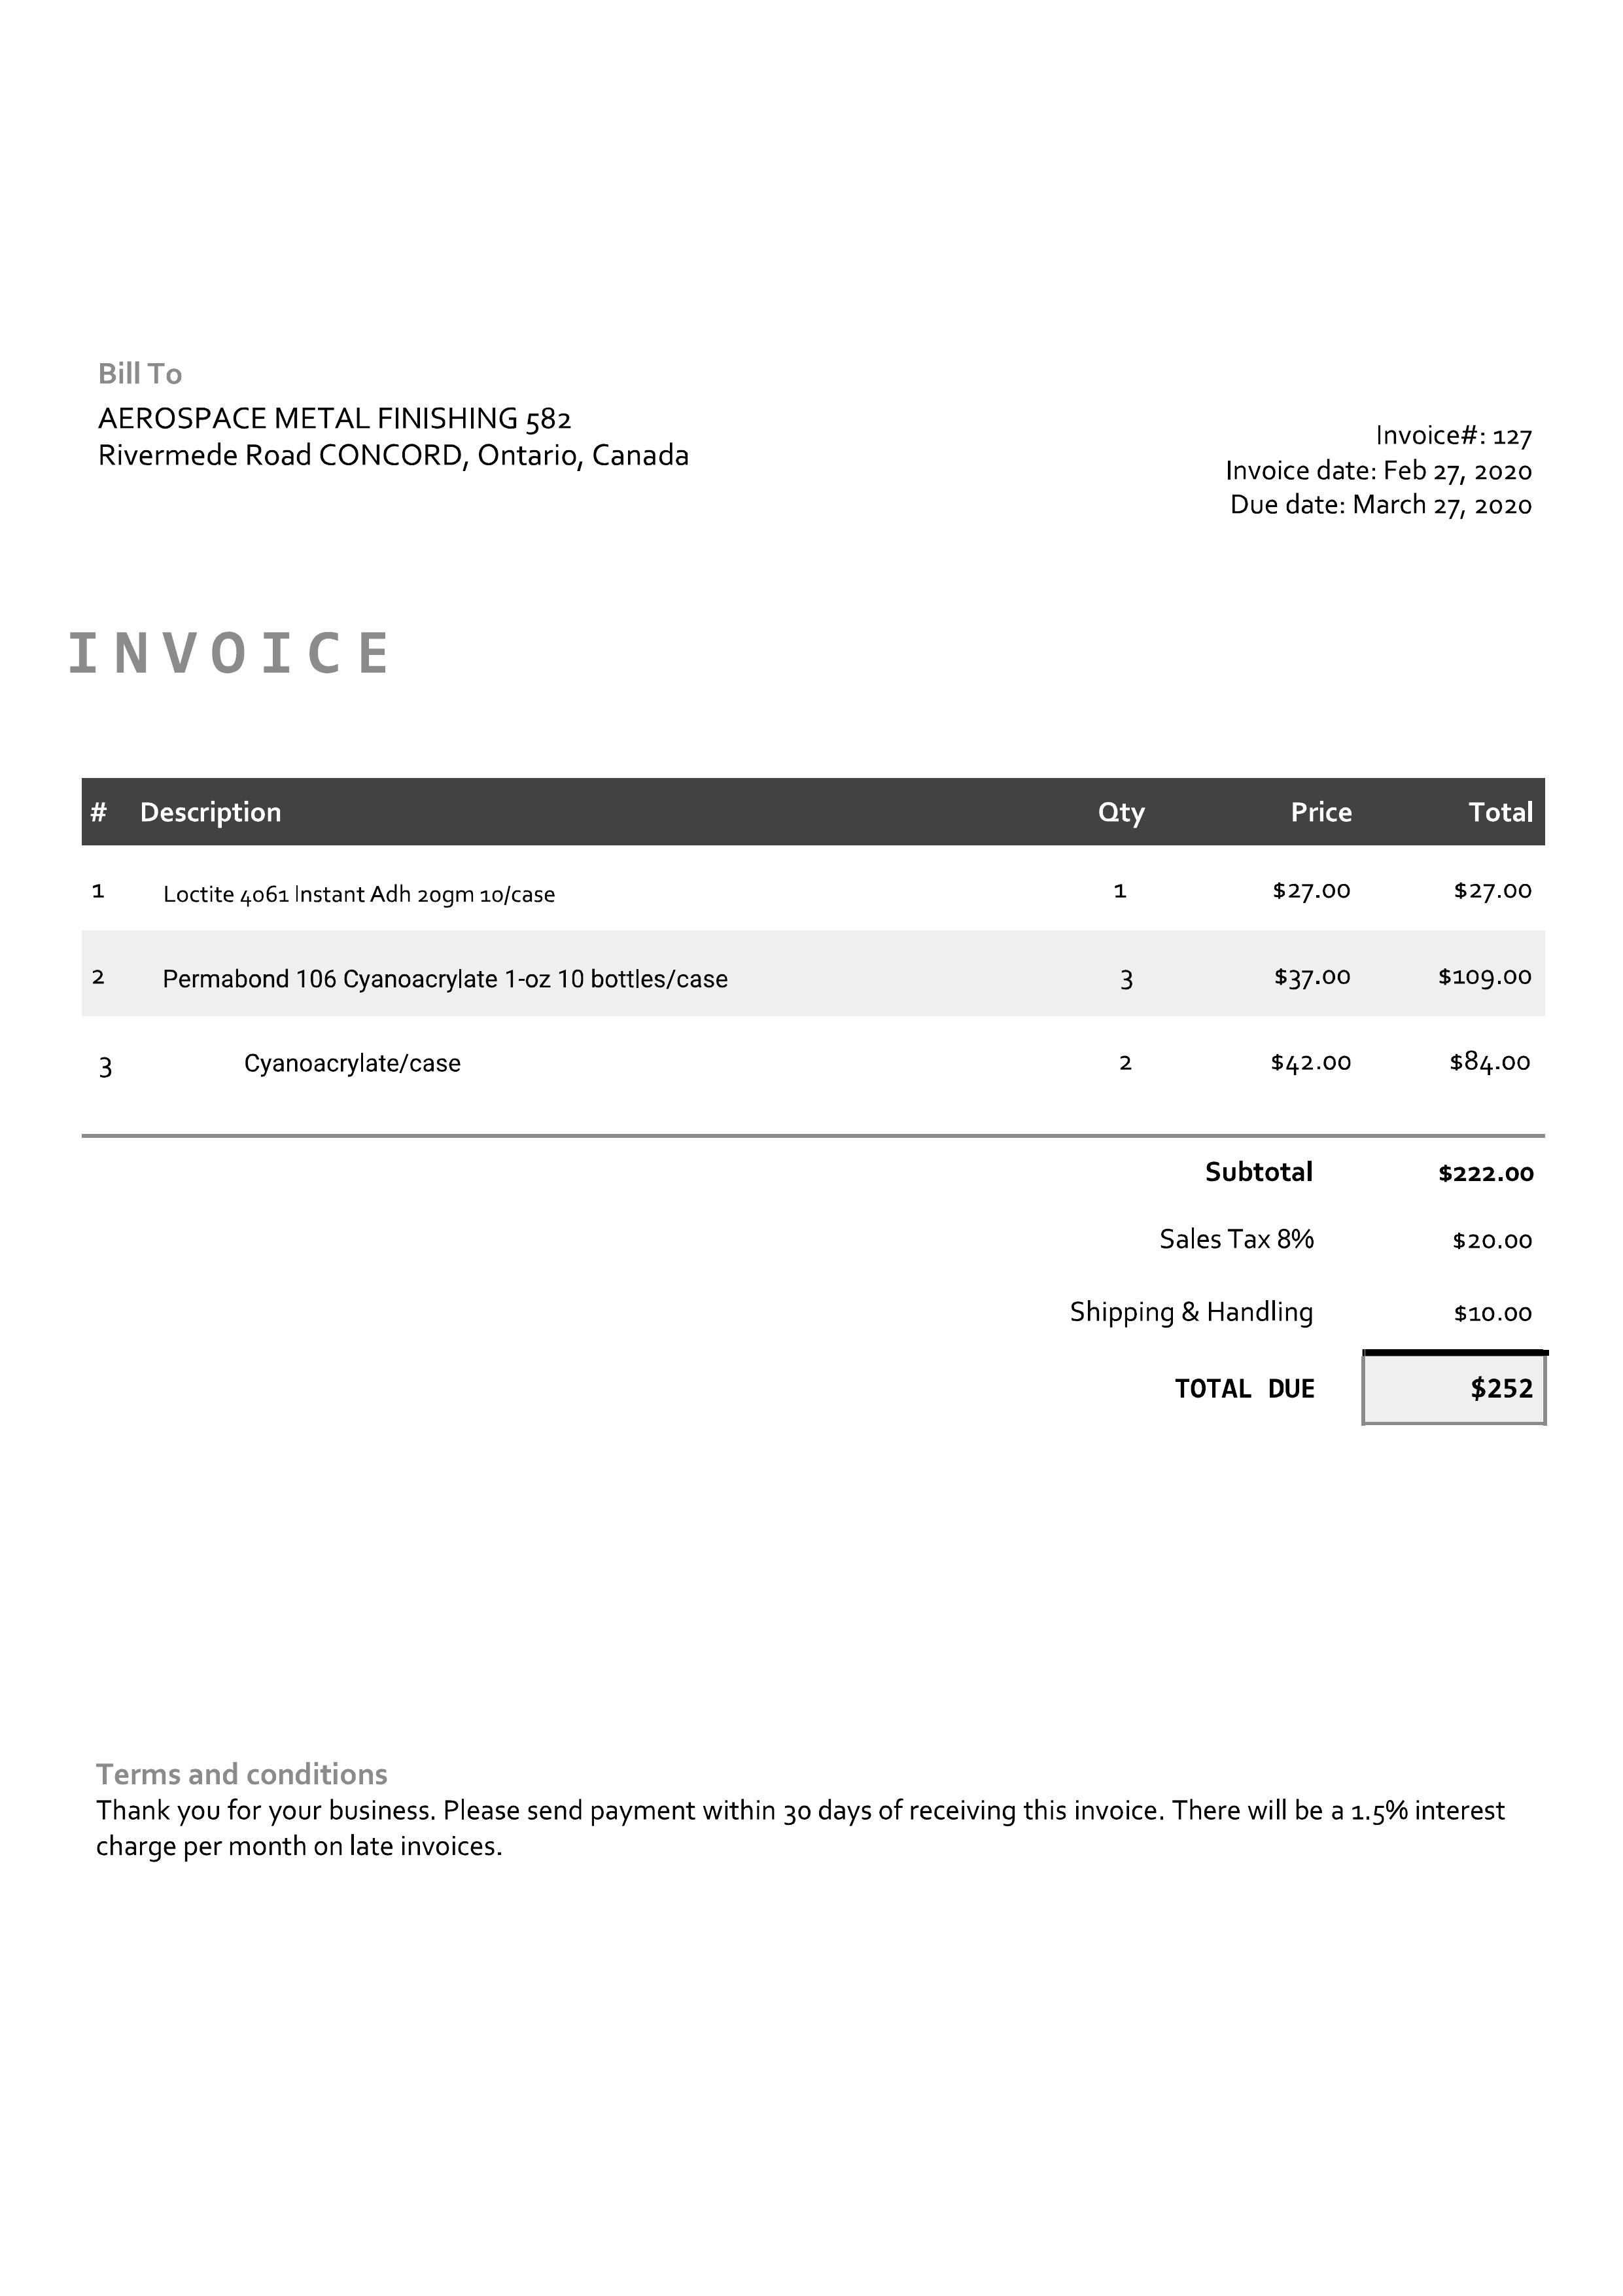 Bill To
AEROSPACE METAL FINISHING 582
Rivermede Road CONCORD, Ontario, Canada
Invoice#: 127
Invoice date: Feb 27, 2020
Due date: March 27, 2020
INVOICE
# Description Qty Price Total
1 Loctite 4061 Instant Adh 20gm 10/case 1 $27.00 $27.00
2 Permabond 106 Cyanoacrylate 1-oz 10 bottles/case 3 $37.00 $109.00
3 Cyanoacrylate/case 2 $42.00 $84.00
Subtotal $222.00
Sales Tax 8% $20.00
Shipping & Handling $10.00
TOTAL DUE $252
Terms and conditions
Thank you for your business. Please send payment within 30 days of receiving this invoice. There will be a 1.5% interest
charge per month on late invoices.